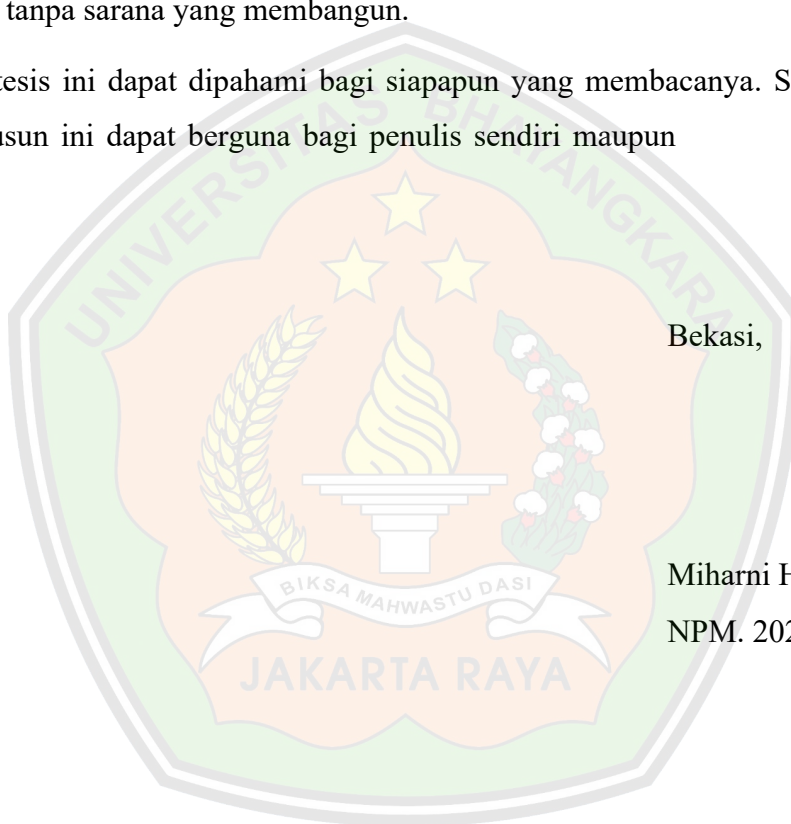 tanpa sarana yang membangun.
tesis ini dapat dipahami bagi siapapun yang membacanya. S
usun ini dapat berguna bagi penulis sendiri maupun
UNIVERSITAS BHAYANGKARA
Bekasi,
BIKSA MAHWASTU DASI
Miharni H
NPM. 202
JAKARTA RAYA